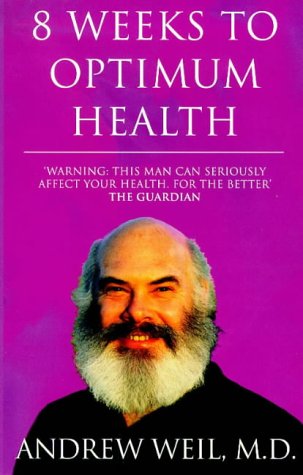 8 WEEKS TO
OPTIMUM
HEALTH
'WARNING: THIS MAN CAN SERIOUSLY
AFFECT YOUR HEALTH. FOR THE BETTER'
THE GUARDIAN
ANDREW WEIL, M.D.